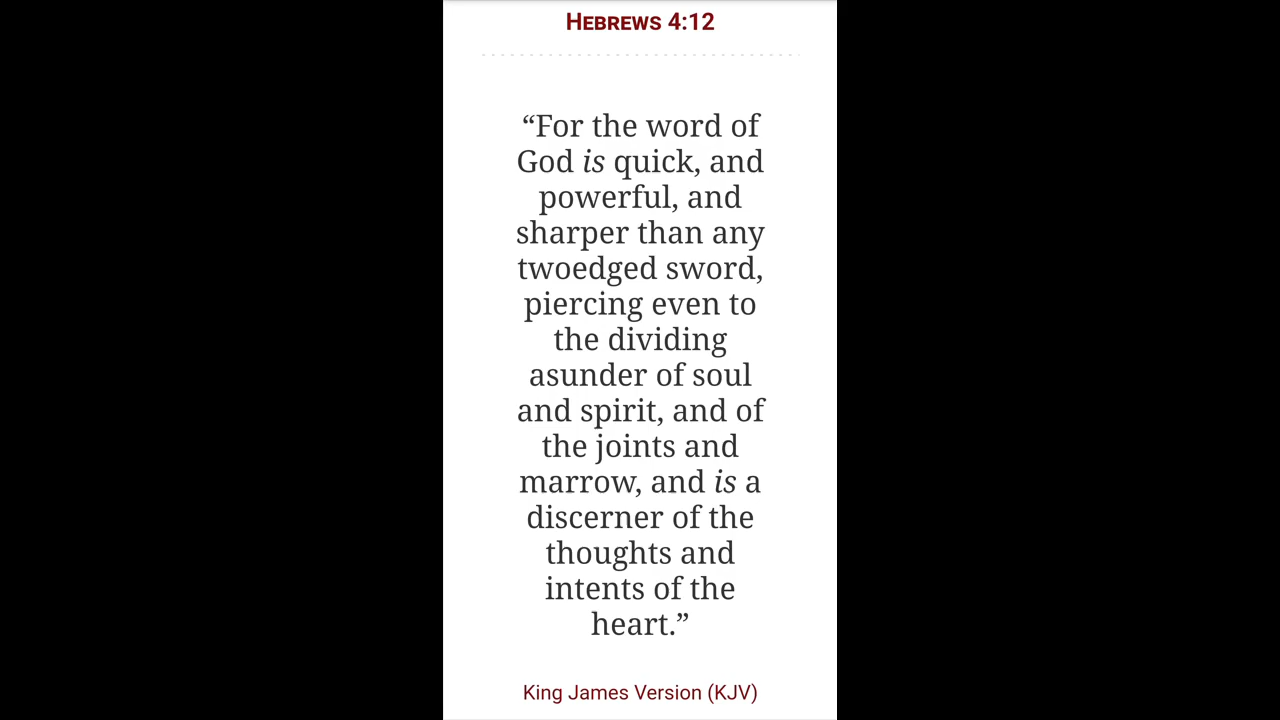 Hebrews 4:12
“For the word of
God is quick, and
powerful, and
sharper than any
twoedged sword,
piercing even to
the dividing
asunder of soul
and spirit, and of
the joints and
marrow, and is a
discerner of the
thoughts and
intents of the
heart.”
King James Version (KJV)